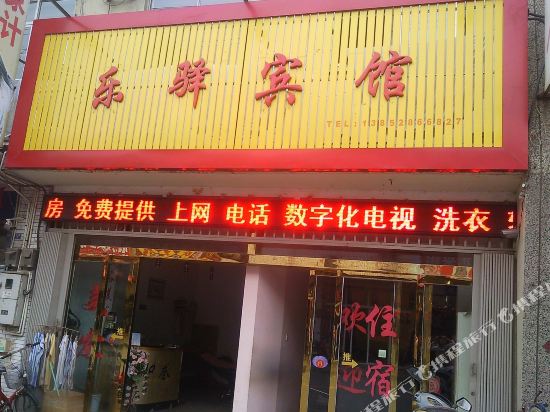 乐驿宾馆
TEL:13852866827
房 免费提供 上网 电话 数字化电视 洗衣
欢迎
住宿
推
推
携程旅行